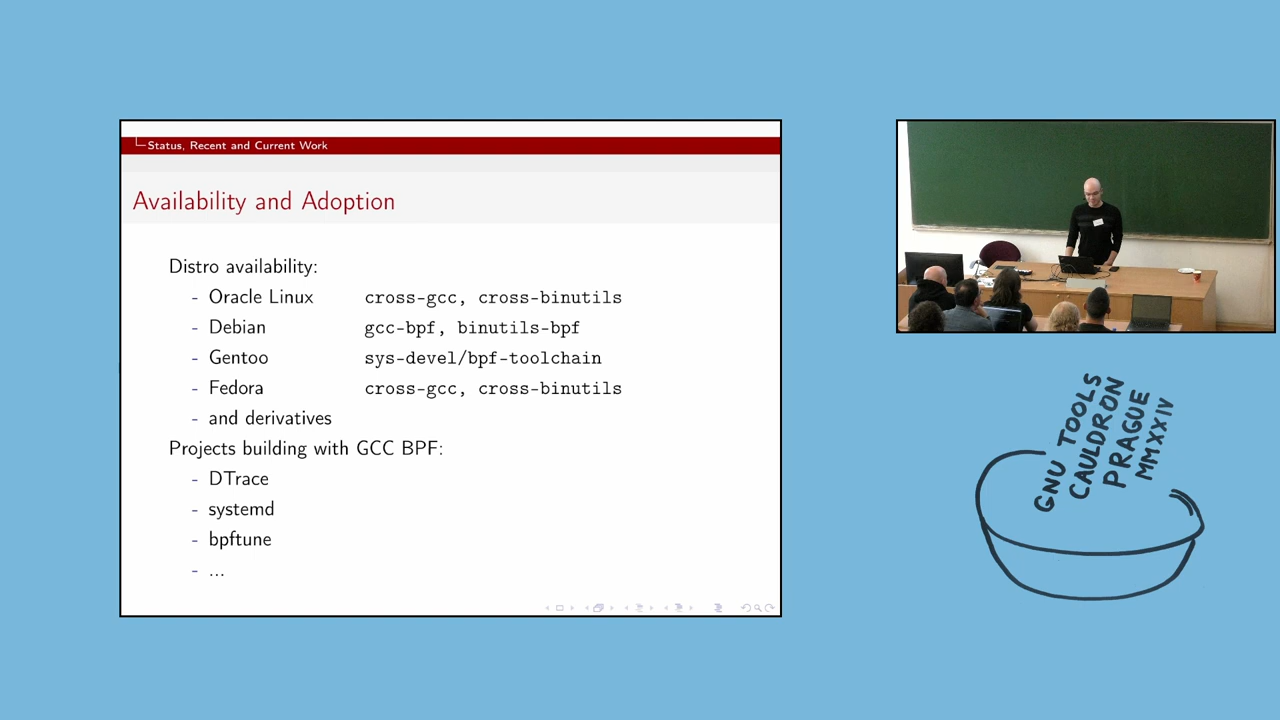 Status, Recent and Current Work
Availability and Adoption
Distro availability:
- Oracle Linux cross-gcc, cross-binutils
- Debian gcc-bpf, binutils-bpf
- Gentoo sys-devel/bpf-toolchain
- Fedora cross-gcc, cross-binutils
- and derivatives
Projects building with GCC BPF:
- DTrace
- systemd
- bpftune
- ...
GNU TOOLS
CAULDRON
PRAGUE
MMXXIV